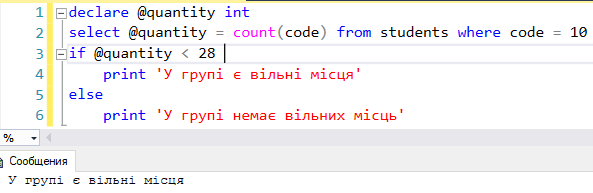 1 declare @quantity int
2 select @quantity = count(code) from students where code = 10
3 if @quantity < 28
4 print 'У групі є вільні місця'
5 else
6 print 'У групі немає вільних місць'
%
Сообщения
У групі є вільні місця